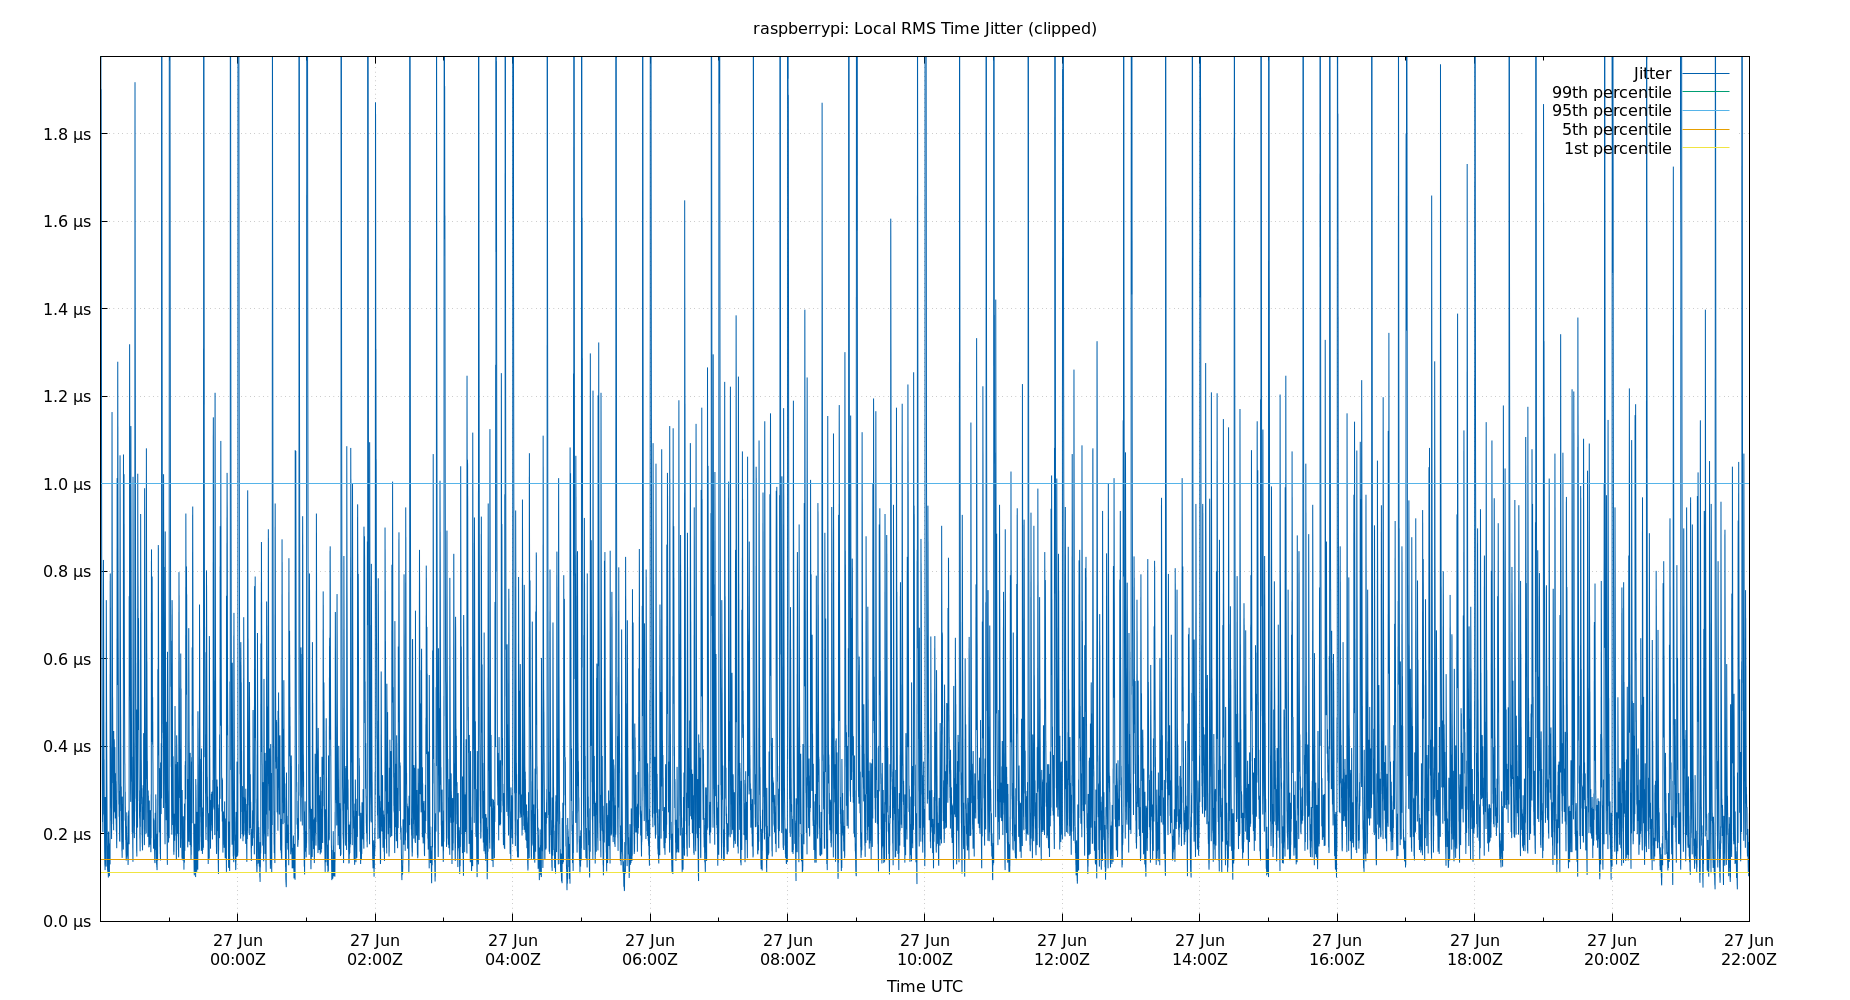 raspberrypi: Local RMS Time Jitter (clipped)
Jitter
99th percentile
95th percentile
5th percentile
1st percentile
1.8 μs
1.6 μs
1.4 μs
1.2 μs
1.0 μs
0.8 μs
0.6 μs
0.4 μs
0.2 μs
0.0 μs
27 Jun 27 Jun 27 Jun 27 Jun 27 Jun 27 Jun 27 Jun 27 Jun 27 Jun 27 Jun 27 Jun 27 Jun
00:00Z 02:00Z 04:00Z 06:00Z 08:00Z 10:00Z 12:00Z 14:00Z 16:00Z 18:00Z 20:00Z 22:00Z
Time UTC